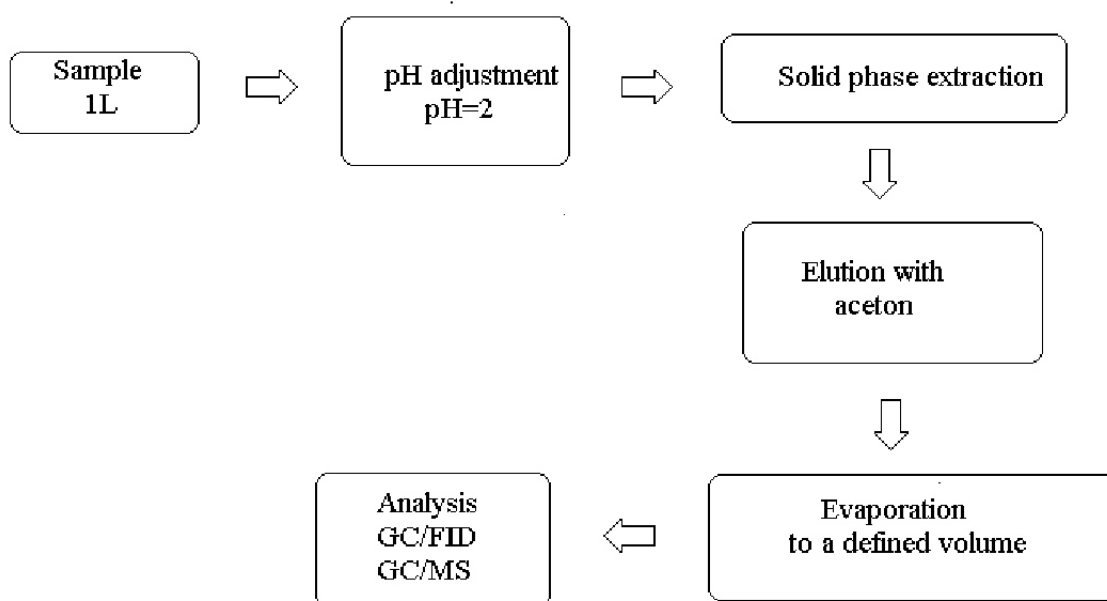 Sample
1L
pH adjustment
pH=2
Solid phase extraction
Elution with
aceton
Evaporation
to a defined volume
Analysis
GC/FID
GC/MS